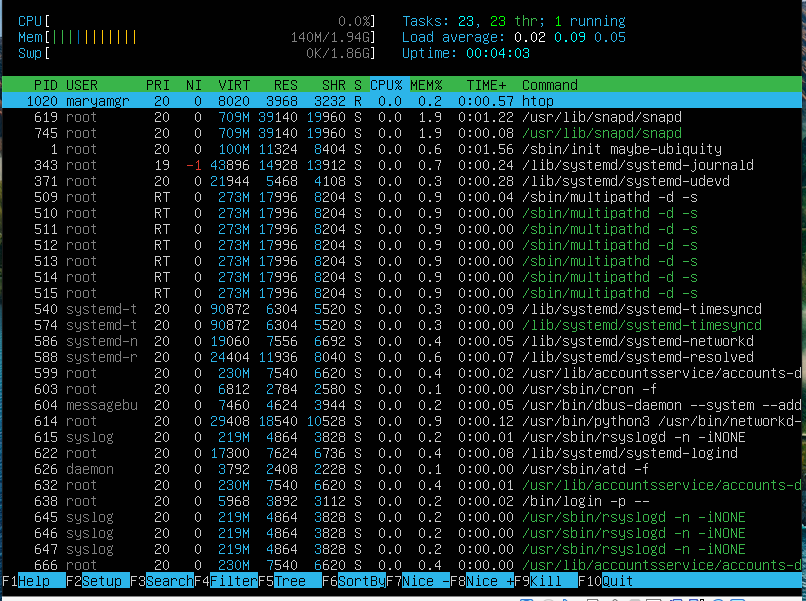 CPU[ 0.0%] Tasks: 23, 23 thr; 1 running
Mem[|||||||||||| 140M/1.94G] Load average: 0.02 0.09 0.05
Swp[ 0K/1.86G] Uptime: 00:04:03
PID USER PRI NI VIRT RES SHR S CPU% MEM% TIME+ Command
1020 maryamgr 20 0 8020 3968 3232 R 0.0 0.2 0:00.57 htop
619 root 20 0 709M 39140 19960 S 0.0 1.9 0:01.22 /usr/lib/snapd/snapd
745 root 20 0 709M 39140 19960 S 0.0 1.9 0:00.08 /usr/lib/snapd/snapd
1 root 20 0 100M 11324 8404 S 0.0 0.6 0:01.56 /sbin/init maybe-ubiquity
343 root 19 -1 43896 14928 13912 S 0.0 0.7 0:00.24 /lib/systemd/systemd-journald
371 root 20 0 21944 5468 4108 S 0.0 0.3 0:00.28 /lib/systemd/systemd-udevd
509 root RT 0 273M 17996 8204 S 0.0 0.9 0:00.04 /sbin/multipathd -d -s
510 root RT 0 273M 17996 8204 S 0.0 0.9 0:00.00 /sbin/multipathd -d -s
511 root RT 0 273M 17996 8204 S 0.0 0.9 0:00.00 /sbin/multipathd -d -s
512 root RT 0 273M 17996 8204 S 0.0 0.9 0:00.00 /sbin/multipathd -d -s
513 root RT 0 273M 17996 8204 S 0.0 0.9 0:00.00 /sbin/multipathd -d -s
514 root RT 0 273M 17996 8204 S 0.0 0.9 0:00.00 /sbin/multipathd -d -s
515 root RT 0 273M 17996 8204 S 0.0 0.9 0:00.00 /sbin/multipathd -d -s
540 systemd-t 20 0 90872 6304 5520 S 0.0 0.3 0:00.09 /lib/systemd/systemd-timesyncd
574 systemd-t 20 0 90872 6304 5520 S 0.0 0.3 0:00.00 /lib/systemd/systemd-timesyncd
586 systemd-n 20 0 19060 7556 6692 S 0.0 0.4 0:00.05 /lib/systemd/systemd-networkd
588 systemd-r 20 0 24404 11936 8040 S 0.0 0.6 0:00.07 /lib/systemd/systemd-resolved
599 root 20 0 230M 7540 6620 S 0.0 0.4 0:00.02 /usr/lib/accountsservice/accounts-d
603 root 20 0 6812 2784 2580 S 0.0 0.1 0:00.00 /usr/sbin/cron -f
604 messagebu 20 0 7460 4624 3944 S 0.0 0.2 0:00.05 /usr/bin/dbus-daemon --system --add
614 root 20 0 29408 18540 10528 S 0.0 0.9 0:00.12 /usr/bin/python3 /usr/bin/networkd-
615 syslog 20 0 219M 4864 3828 S 0.0 0.2 0:00.01 /usr/sbin/rsyslogd -n -iNONE
622 root 20 0 17300 7624 6736 S 0.0 0.4 0:00.08 /lib/systemd/systemd-logind
626 daemon 20 0 3792 2408 2228 S 0.0 0.1 0:00.00 /usr/sbin/atd -f
632 root 20 0 230M 7540 6620 S 0.0 0.4 0:00.01 /usr/lib/accountsservice/accounts-d
638 root 20 0 5968 3892 3112 S 0.0 0.2 0:00.02 /bin/login -p --
645 syslog 20 0 219M 4864 3828 S 0.0 0.2 0:00.00 /usr/sbin/rsyslogd -n -iNONE
646 syslog 20 0 219M 4864 3828 S 0.0 0.2 0:00.00 /usr/sbin/rsyslogd -n -iNONE
647 syslog 20 0 219M 4864 3828 S 0.0 0.2 0:00.00 /usr/sbin/rsyslogd -n -iNONE
666 root 20 0 230M 7540 6620 S 0.0 0.4 0:00.00 /usr/lib/accountsservice/accounts-d
F1Help F2Setup F3SearchF4FilterF5Tree F6SortByF7Nice -F8Nice +F9Kill F10Quit